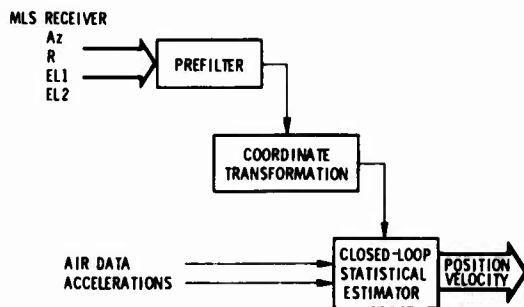 MLS RECEIVER
Az
R
EL1
EL2
PREFILTER
COORDINATE
TRANSFORMATION
AIR DATA
ACCELERATIONS
CLOSED-LOOP
STATISTICAL
ESTIMATOR
POSITION
VELOCITY